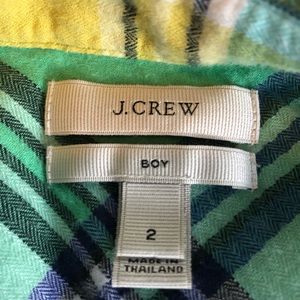 J.CREW
BOY
2
MADE IN
THAILAND